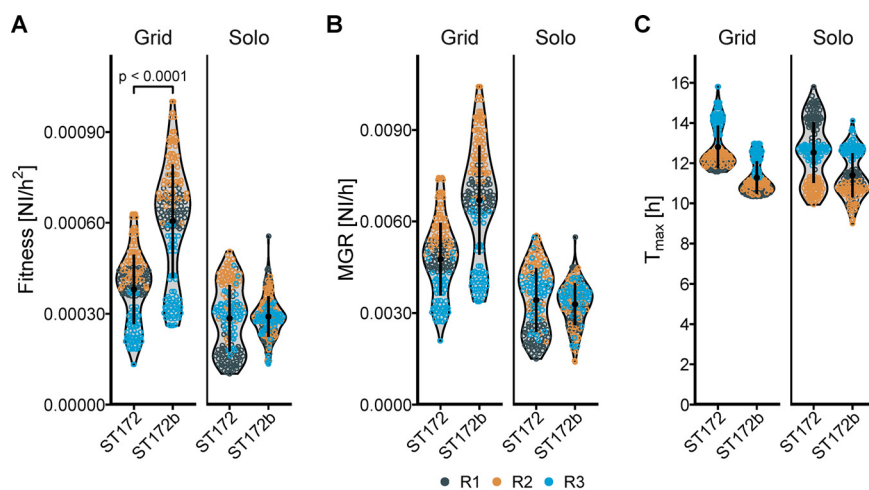 A
Grid Solo
p < 0.0001
Fitness [NI/h²]
0.00090
0.00060
0.00030
0.00000
ST172 ST172b ST172 ST172b
B
Grid Solo
MGR [NI/h]
0.0090
0.0060
0.0030
0.0000
ST172 ST172b ST172 ST172b
C
Grid Solo
Tmax [h]
16
14
12
10
8
6
4
2
0
ST172 ST172b ST172 ST172b
R1 R2 R3